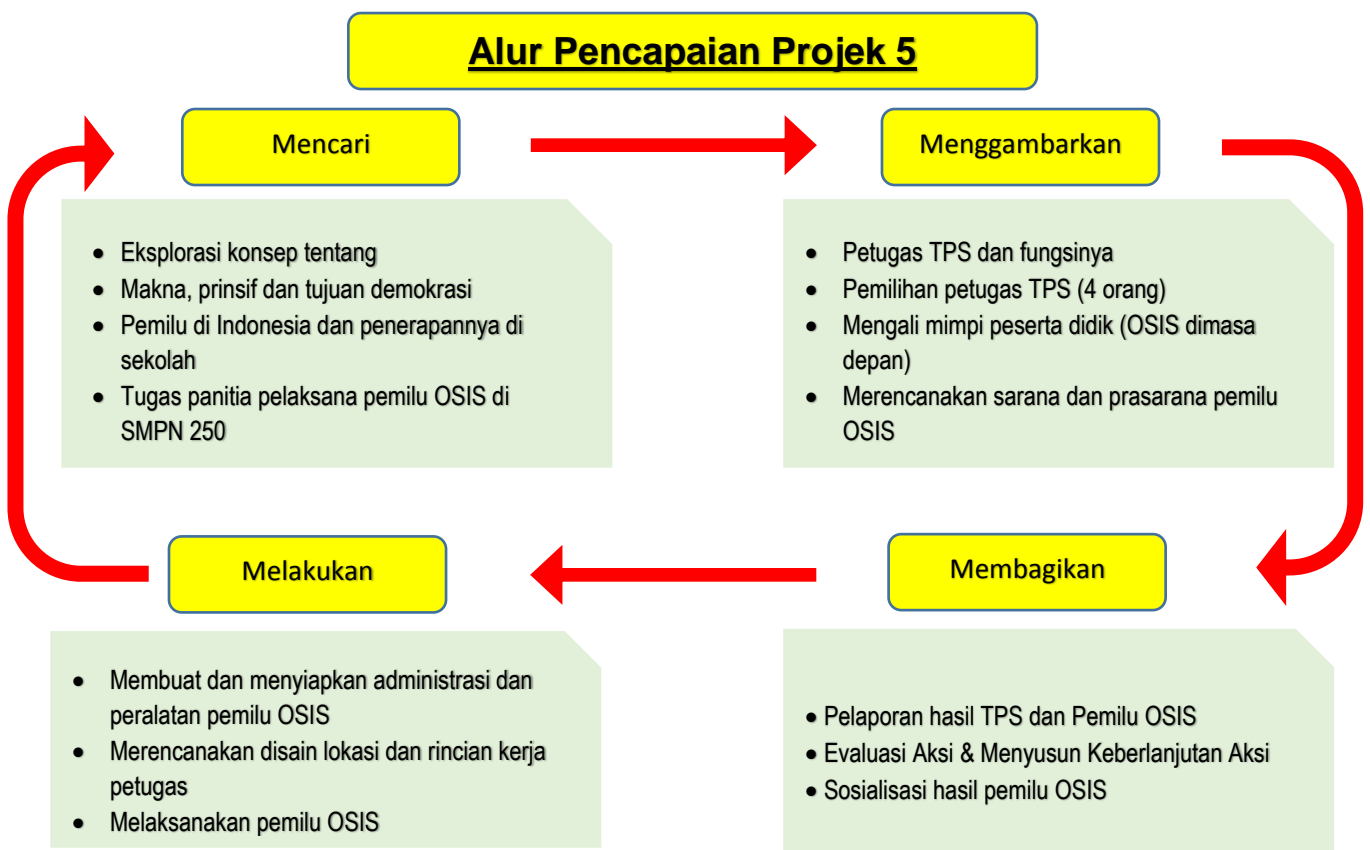 Alur Pencapaian Projek 5
Mencari
• Eksplorasi konsep tentang
• Makna, prinsif dan tujuan demokrasi
• Pemilu di Indonesia dan penerapannya di
sekolah
• Tugas panitia pelaksana pemilu OSIS di
SMPN 250
Menggambarkan
• Petugas TPS dan fungsinya
• Pemilihan petugas TPS (4 orang)
• Mengali mimpi peserta didik (OSIS dimasa
depan)
• Merencanakan sarana dan prasarana pemilu
OSIS
Membagikan
• Pelaporan hasil TPS dan Pemilu OSIS
• Evaluasi Aksi & Menyusun Keberlanjutan Aksi
• Sosialisasi hasil pemilu OSIS
Melakukan
• Membuat dan menyiapkan administrasi dan
peralatan pemilu OSIS
• Merencanakan disain lokasi dan rincian kerja
petugas
• Melaksanakan pemilu OSIS